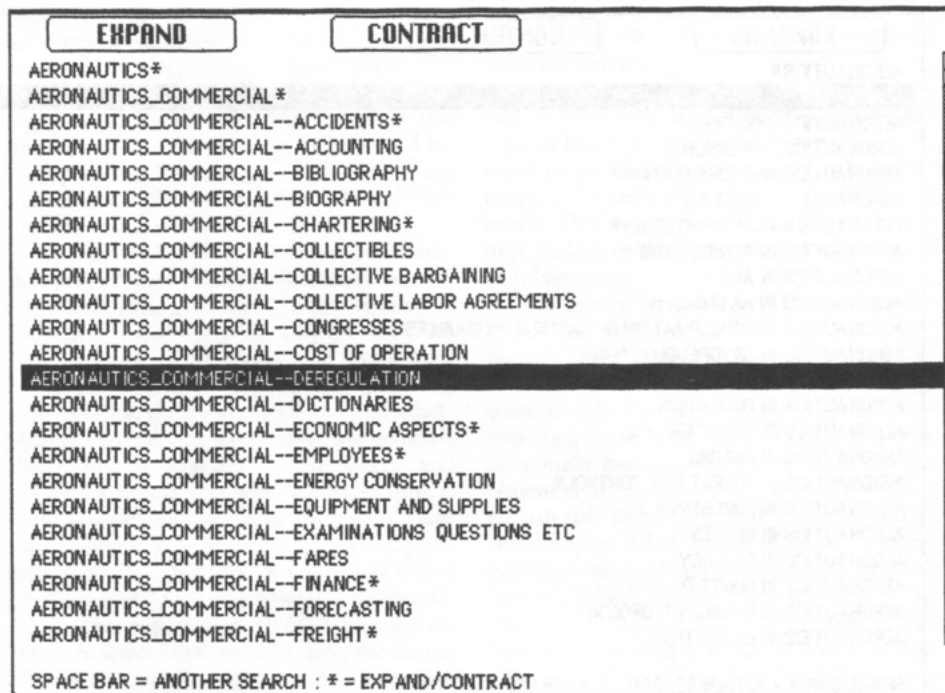 EXPAND CONTRACT
AERONAUTICS*
AERONAUTICS_COMMERCIAL*
AERONAUTICS_COMMERCIAL--ACCIDENTS*
AERONAUTICS_COMMERCIAL--ACCOUNTING
AERONAUTICS_COMMERCIAL--BIBLIOGRAPHY
AERONAUTICS_COMMERCIAL--BIOGRAPHY
AERONAUTICS_COMMERCIAL--CHARTERING*
AERONAUTICS_COMMERCIAL--COLLECTIBLES
AERONAUTICS_COMMERCIAL--COLLECTIVE BARGAINING
AERONAUTICS_COMMERCIAL--COLLECTIVE LABOR AGREEMENTS
AERONAUTICS_COMMERCIAL--CONGRESSES
AERONAUTICS_COMMERCIAL--COST OF OPERATION
AERONAUTICS_COMMERCIAL--DEREGULATION
AERONAUTICS_COMMERCIAL--DICTIONARIES
AERONAUTICS_COMMERCIAL--ECONOMIC ASPECTS*
AERONAUTICS_COMMERCIAL--EMPLOYEES*
AERONAUTICS_COMMERCIAL--ENERGY CONSERVATION
AERONAUTICS_COMMERCIAL--EQUIPMENT AND SUPPLIES
AERONAUTICS_COMMERCIAL--EXAMINATIONS QUESTIONS ETC
AERONAUTICS_COMMERCIAL--FARES
AERONAUTICS_COMMERCIAL--FINANCE*
AERONAUTICS_COMMERCIAL--FORECASTING
AERONAUTICS_COMMERCIAL--FREIGHT*
SPACE BAR = ANOTHER SEARCH : * = EXPAND/CONTRACT